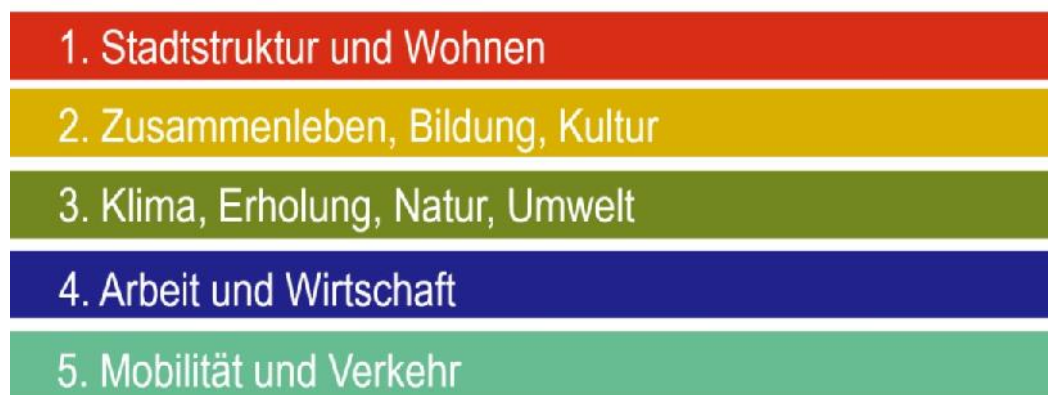 1. Stadtstruktur und Wohnen
2. Zusammenleben, Bildung, Kultur
3. Klima, Erholung, Natur, Umwelt
4. Arbeit und Wirtschaft
5. Mobilität und Verkehr